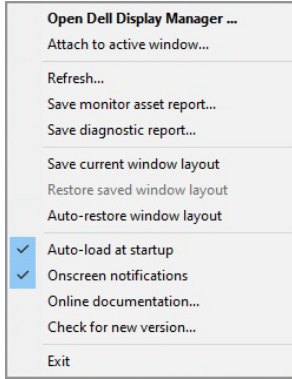 Open Dell Display Manager ...
Attach to active window...
Refresh...
Save monitor asset report...
Save diagnostic report...
Save current window layout
Restore saved window layout
Auto-restore window layout
Auto-load at startup
Onscreen notifications
Online documentation...
Check for new version...
Exit